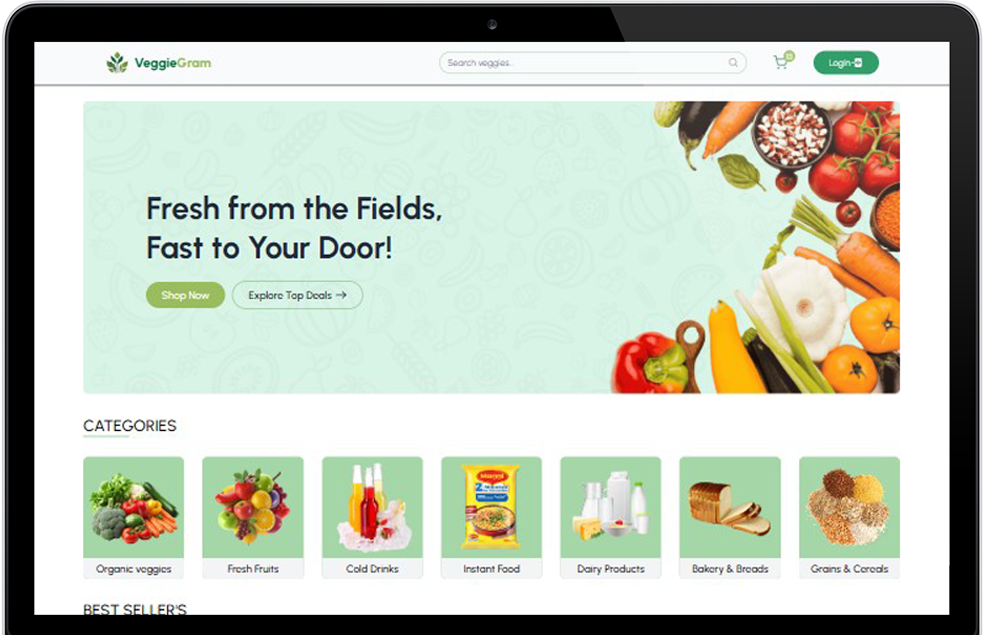 VeggieGram
Search veggies..
Login
Fresh from the Fields,
Fast to Your Door!
Shop Now
Explore Top Deals →
CATEGORIES
Organic veggies
Fresh Fruits
Cold Drinks
Instant Food
Dairy Products
Bakery & Breads
Grains & Cereals
BEST SELLER'S